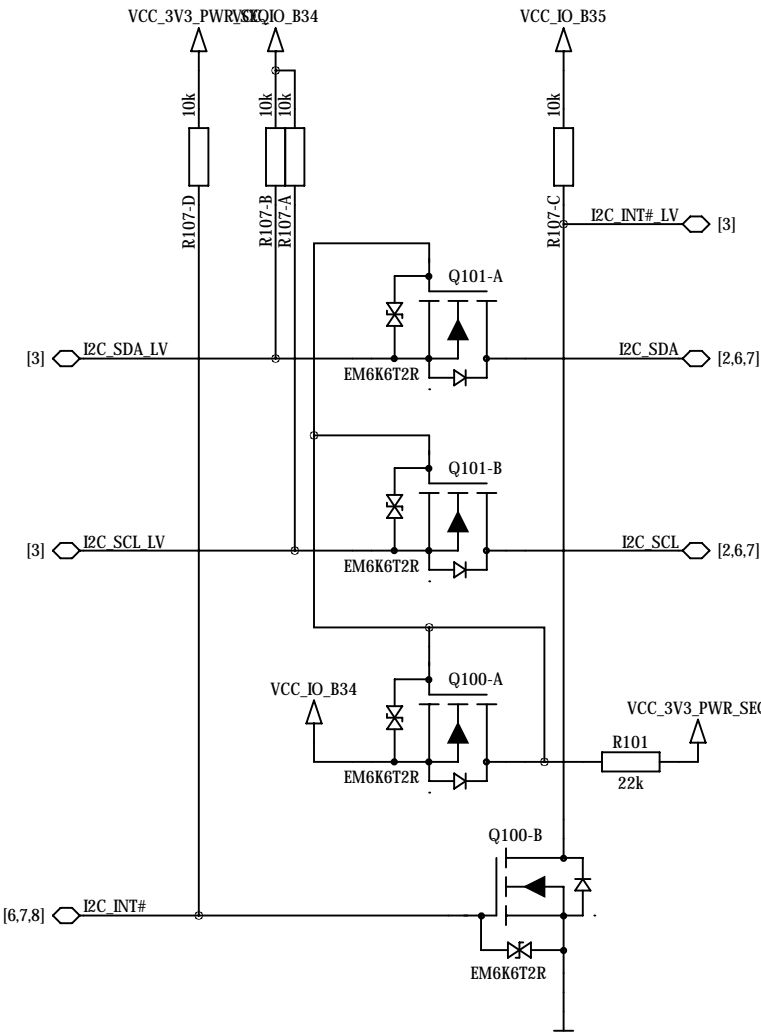 VCC_3V3_PWR_SEQ
VCC_IO_B34
VCC_IO_B35
10k
10k
10k
10k
R107-D
R107-B
R107-A
R107-C
I2C_INT#_LV
[3]
Q101-A
[3]
I2C_SDA_LV
I2C_SDA
[2,6,7]
EM6K6T2R
Q101-B
[3]
I2C_SCL_LV
I2C_SCL
[2,6,7]
EM6K6T2R
VCC_IO_B34
Q100-A
VCC_3V3_PWR_SEQ
R101
EM6K6T2R
22k
Q100-B
[6,7,8]
I2C_INT#
EM6K6T2R